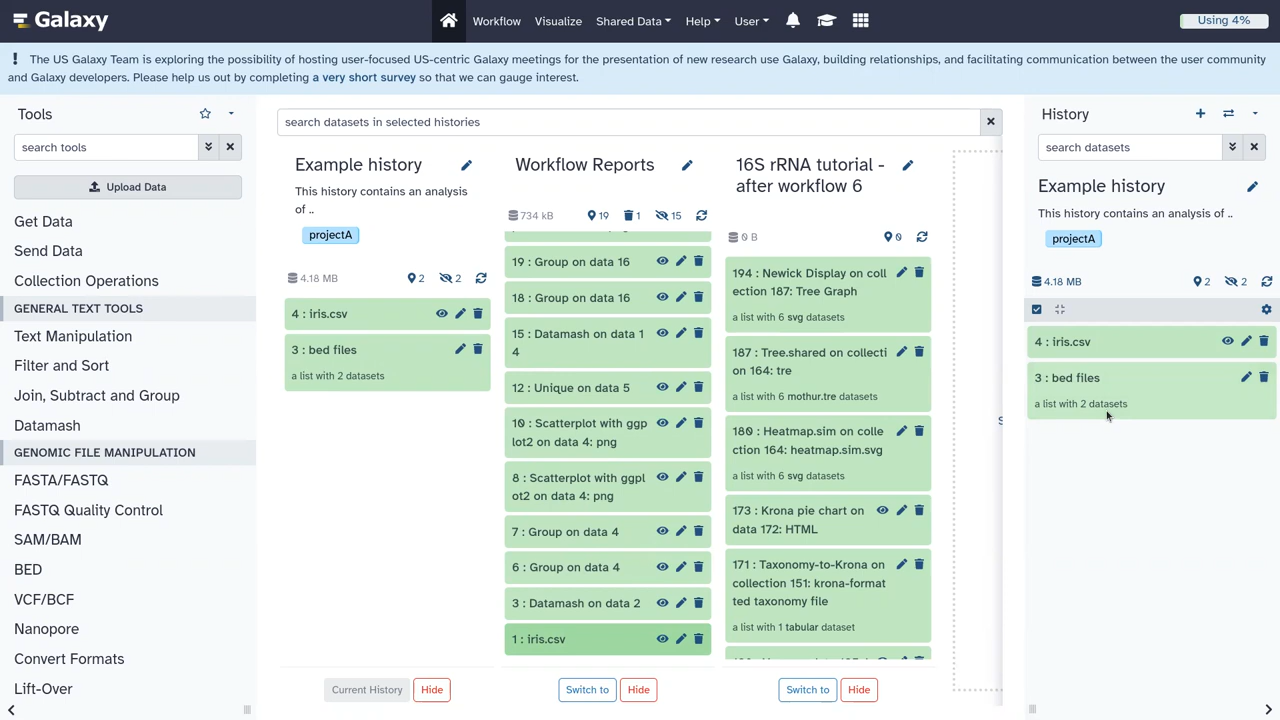 Galaxy
Workflow
Visualize
Shared Data
Help
User
Using 4%
! The US Galaxy Team is exploring the possibility of hosting user-focused US-centric Galaxy meetings for the presentation of new research use Galaxy, building relationships, and facilitating communication between the user community
and Galaxy developers. Please help us out by completing a very short survey so that we can gauge interest.
Tools
search tools
Upload Data
Get Data
Send Data
Collection Operations
GENERAL TEXT TOOLS
Text Manipulation
Filter and Sort
Join, Subtract and Group
Datamash
GENOMIC FILE MANIPULATION
FASTA/FASTQ
FASTQ Quality Control
SAM/BAM
BED
VCF/BCF
Nanopore
Convert Formats
Lift-Over
search datasets in selected histories
Example history
This history contains an analysis
of ..
projectA
4.18 MB
2
2
4 : iris.csv
3 : bed files
a list with 2 datasets
Current History
Hide
Workflow Reports
734 kB
19
1
15
19 : Group on data 16
18 : Group on data 16
15 : Datamash on data 1
4
12 : Unique on data 5
10 : Scatterplot with ggp
lot2 on data 4: png
8 : Scatterplot with ggpl
ot2 on data 4: png
7 : Group on data 4
6 : Group on data 4
3 : Datamash on data 2
1 : iris.csv
Switch to
Hide
16S rRNA tutorial -
after workflow 6
0 B
0
194 : Newick Display on coll
ection 187: Tree Graph
a list with 6 svg datasets
187 : Tree.shared on collecti
on 164: tre
a list with 6 mothur.tre datasets
180 : Heatmap.sim on colle
ction 164: heatmap.sim.svg
a list with 6 svg datasets
173 : Krona pie chart on
data 172: HTML
171 : Taxonomy-to-Krona on
collection 151: krona-format
ted taxonomy file
a list with 1 tabular dataset
Switch to
Hide
History
search datasets
Example history
This history contains an analysis of ..
projectA
4.18 MB
2
2
4 : iris.csv
3 : bed files
a list with 2 datasets